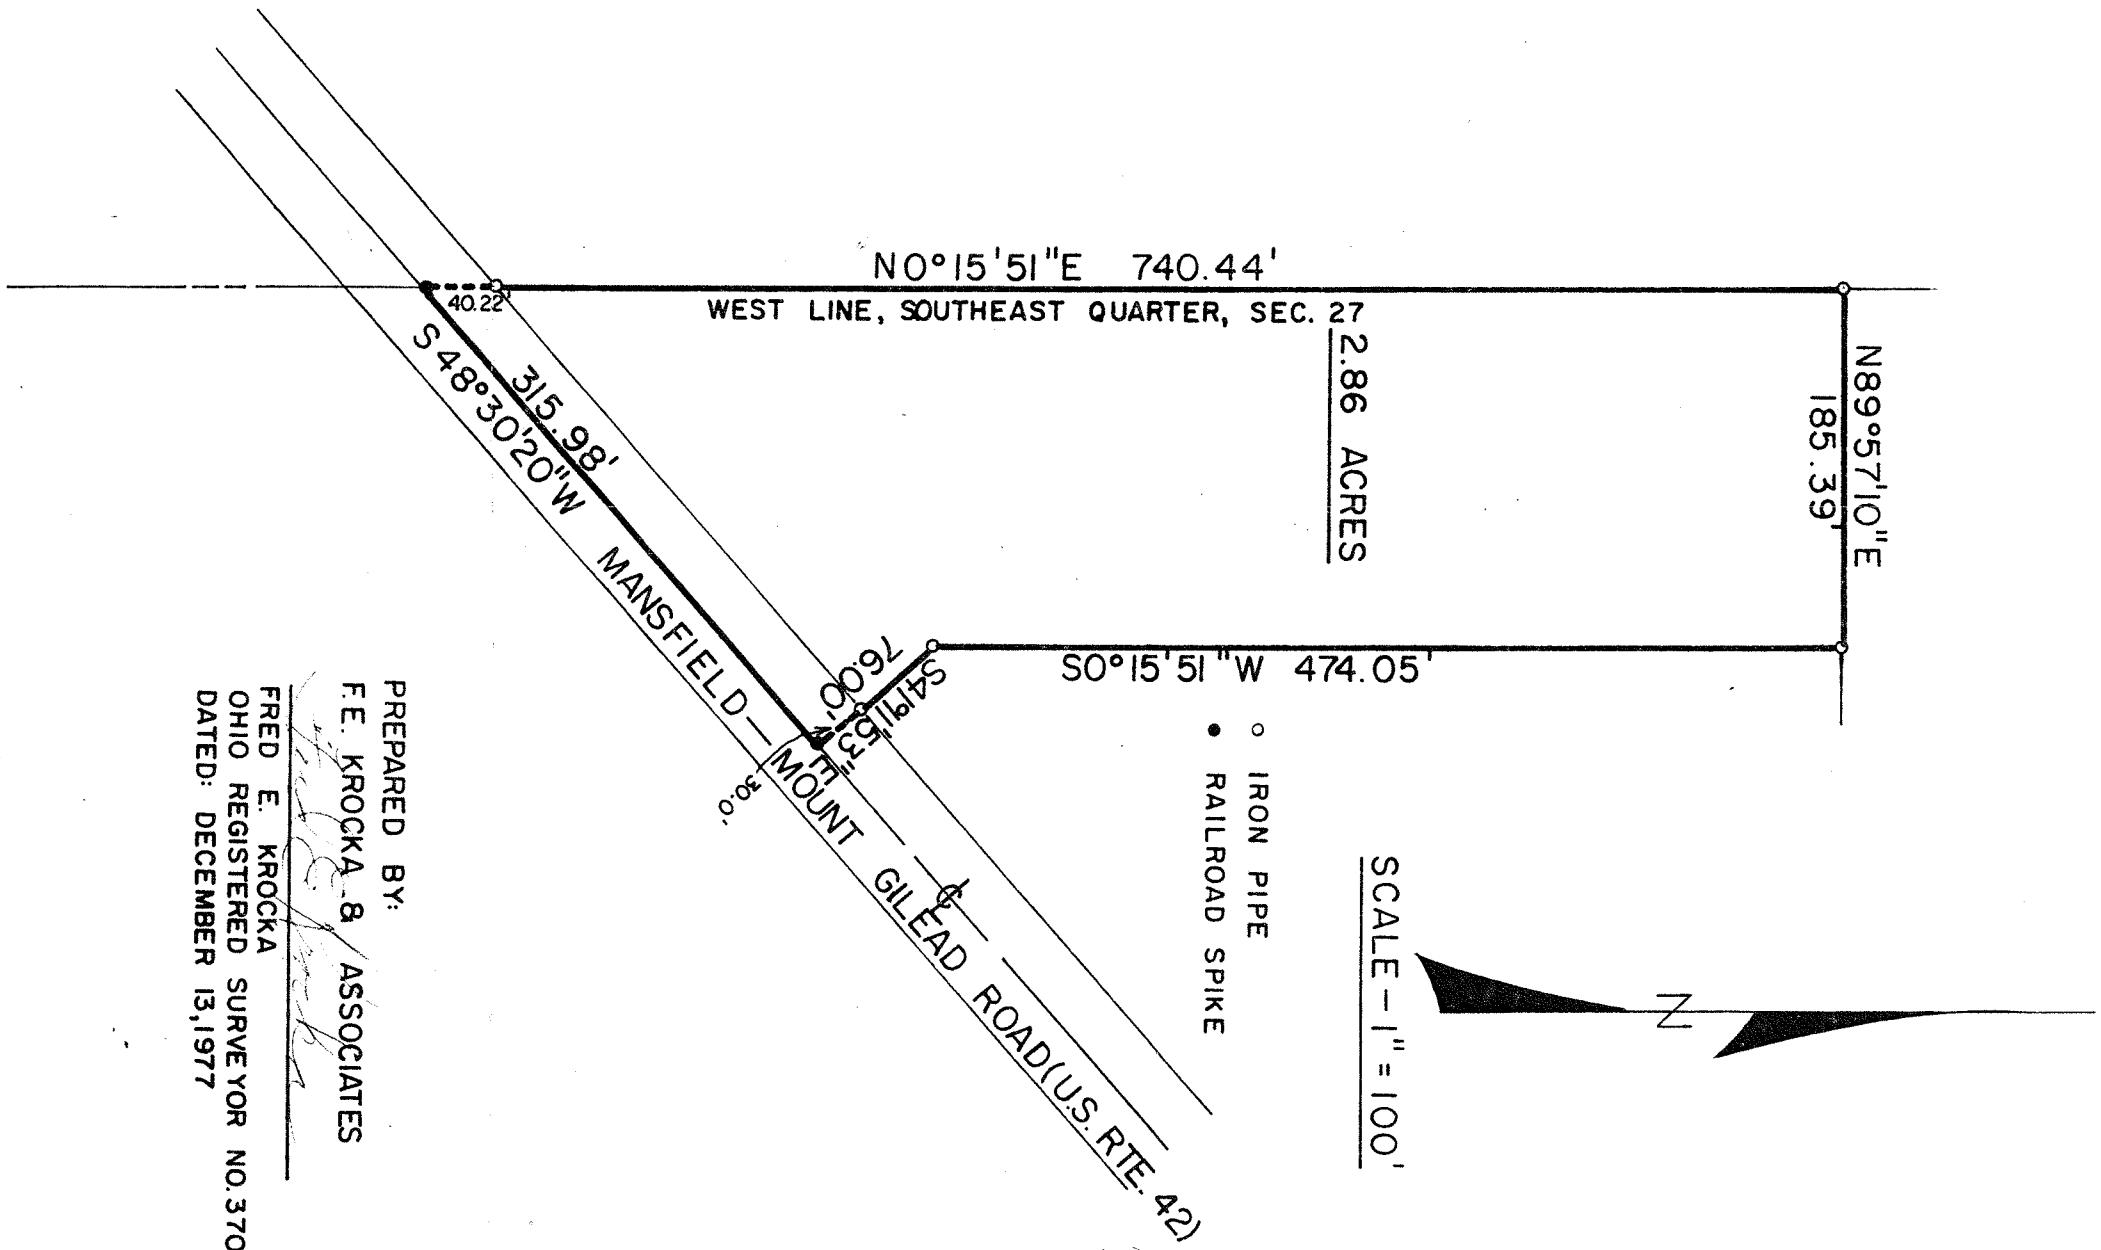 N0°15'51"E 740.44'
40.22'
WEST LINE, SOUTHEAST QUARTER, SEC. 27
2.86 ACRES
N89°57'10"E
185.39'
315.98'
S48°30'20"W
MANSFIELD— MOUNT GILEAD ROAD (U.S. RTE. 42)
76.00'
S41°11'53"E
30.0'
S0°15'51"W 474.05'
○ IRON PIPE
● RAILROAD SPIKE
SCALE—1"=100'
N
℄
PREPARED BY:
F.E. KROCKA & ASSOCIATES
FRED E. KROCKA
OHIO REGISTERED SURVEYOR NO.370
DATED: DECEMBER 13,1977